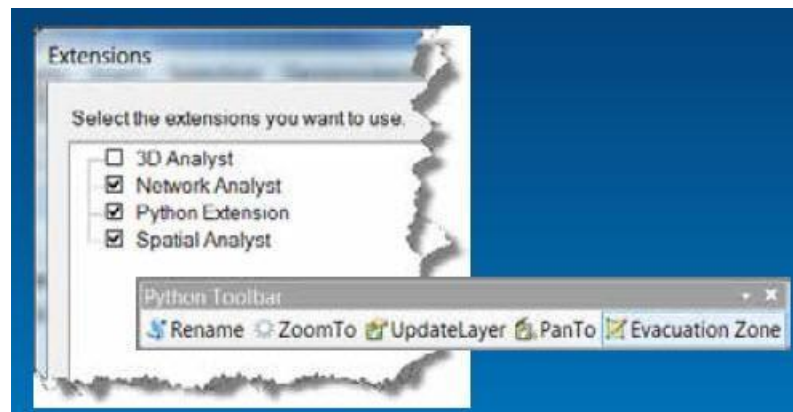 Extensions
Select the extensions you want to use.
3D Analyst
Network Analyst
Python Extension
Spatial Analyst
Python Toolbar
Rename ZoomTo UpdateLayer PanTo Evacuation Zone